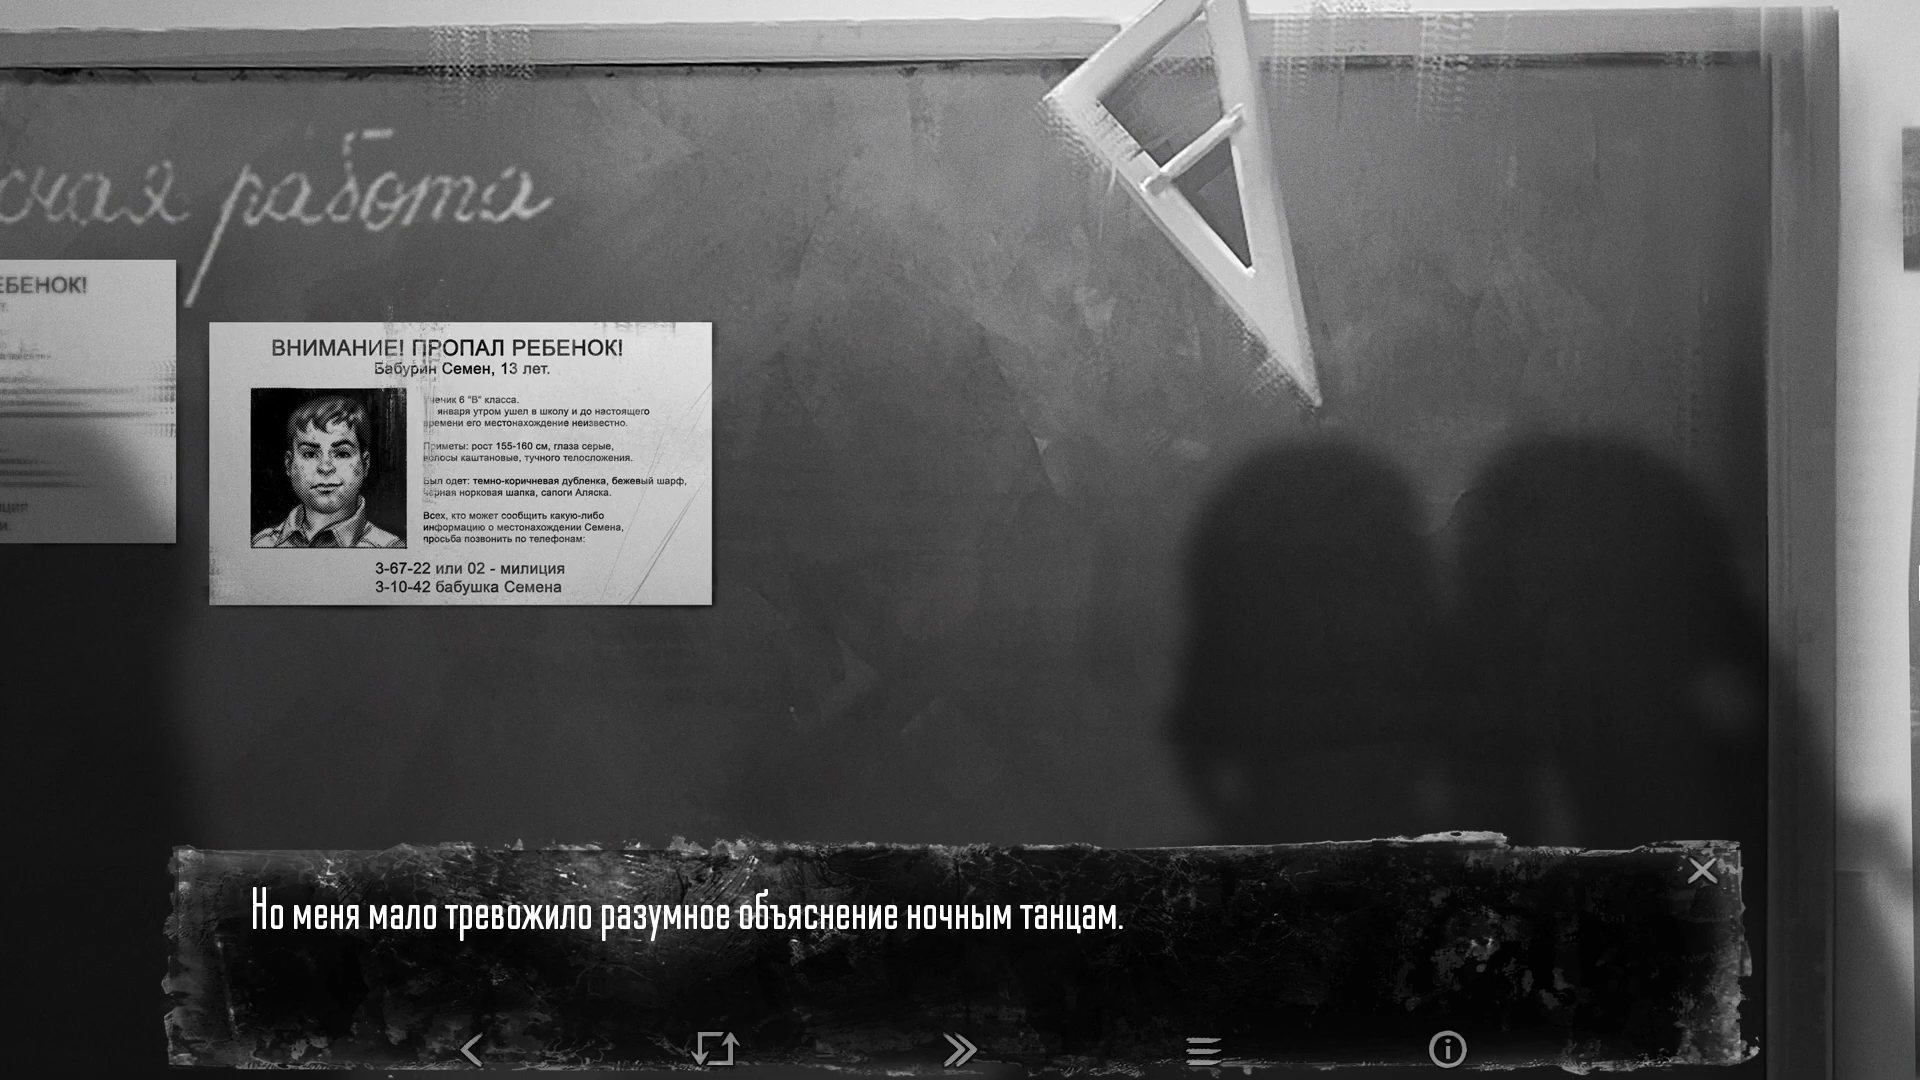 сная работа
ЕБЕНОК!
ВНИМАНИЕ! ПРОПАЛ РЕБЕНОК!
Бабурин Семен, 13 лет.
Ученик 6 "В" класса.
января утром ушел в школу и до настоящего
времени его местонахождение неизвестно.
Приметы: рост 155-160 см, глаза серые,
волосы каштановые, тучного телосложения.
Был одет: темно-коричневая дубленка, бежевый шарф,
черная норковая шапка, сапоги Аляска.
Всех, кто может сообщить какую-либо
информацию о местонахождении Семена,
просьба позвонить по телефонам:
3-67-22 или 02 - милиция
3-10-42 бабушка Семена
Но меня мало тревожило разумное объяснение ночным танцам.